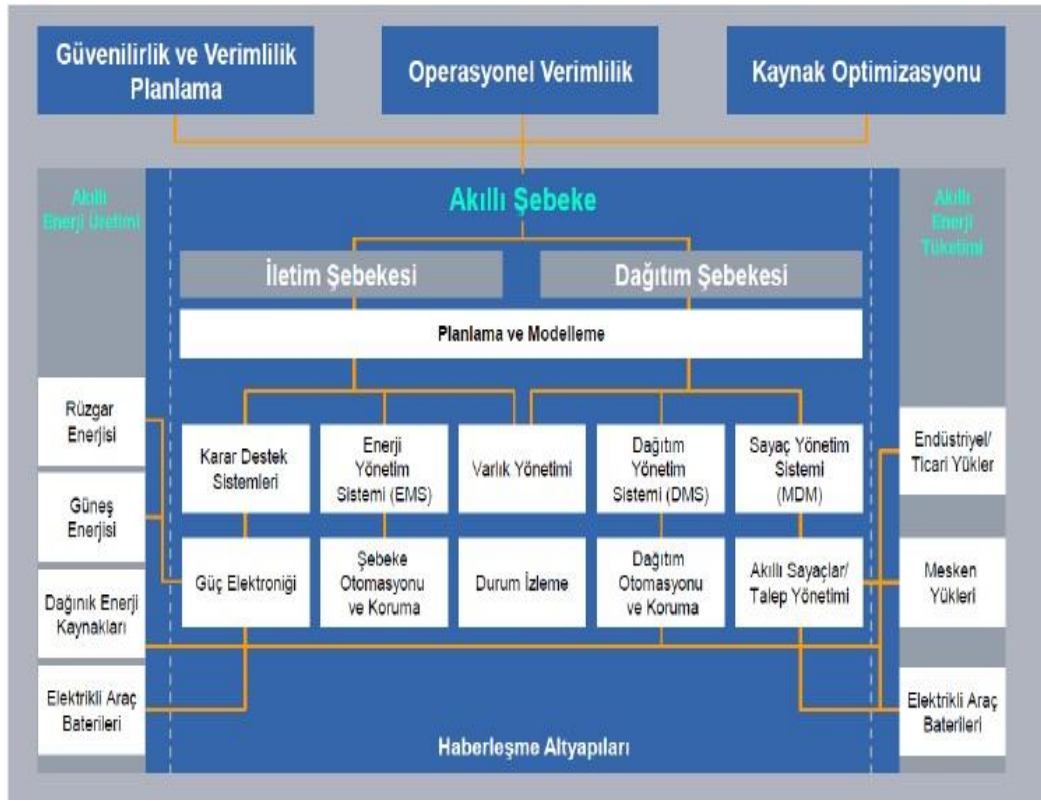 Güvenilirlik ve Verimlilik
Planlama
Operasyonel Verimlilik
Kaynak Optimizasyonu
Akıllı
Enerji Üretimi
Akıllı Şebeke
Akıllı
Enerji
Tüketimi
İletim Şebekesi
Dağıtım Şebekesi
Planlama ve Modelleme
Rüzgar
Enerjisi
Güneş
Enerjisi
Dağınık Enerji
Kaynakları
Elektrikli Araç
Baterileri
Karar Destek
Sistemleri
Enerji
Yönetim
Sistemi (EMS)
Varlık Yönetimi
Dağıtım
Yönetim
Sistemi (DMS)
Sayaç Yönetim
Sistemi
(MDM)
Güç Elektroniği
Şebeke
Otomasyonu
ve Koruma
Durum İzleme
Dağıtım
Otomasyonu
ve Koruma
Akıllı Sayaçlar/
Talep Yönetimi
Endüstriyel/
Ticari Yükler
Mesken
Yükleri
Elektrikli Araç
Baterileri
Haberleşme Altyapıları